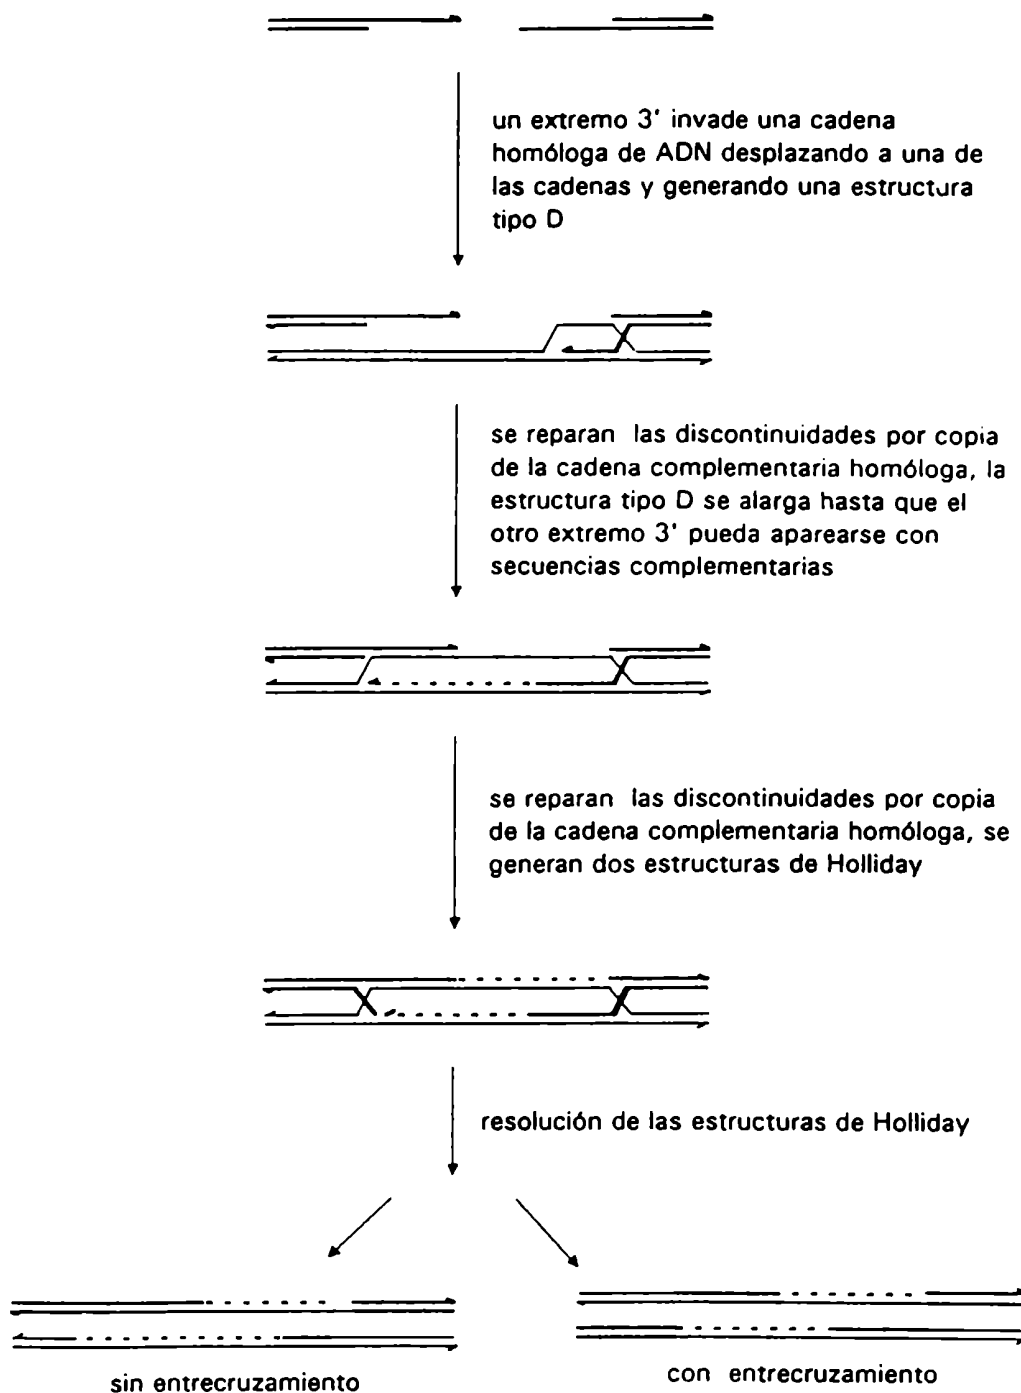 un extremo 3' invade una cadena
homóloga de ADN desplazando a una de
las cadenas y generando una estructura
tipo D
se reparan las discontinuidades por copia
de la cadena complementaria homóloga, la
estructura tipo D se alarga hasta que el
otro extremo 3' pueda aparearse con
secuencias complementarias
se reparan las discontinuidades por copia
de la cadena complementaria homóloga, se
generan dos estructuras de Holliday
resolución de las estructuras de Holliday
sin entrecruzamiento
con entrecruzamiento